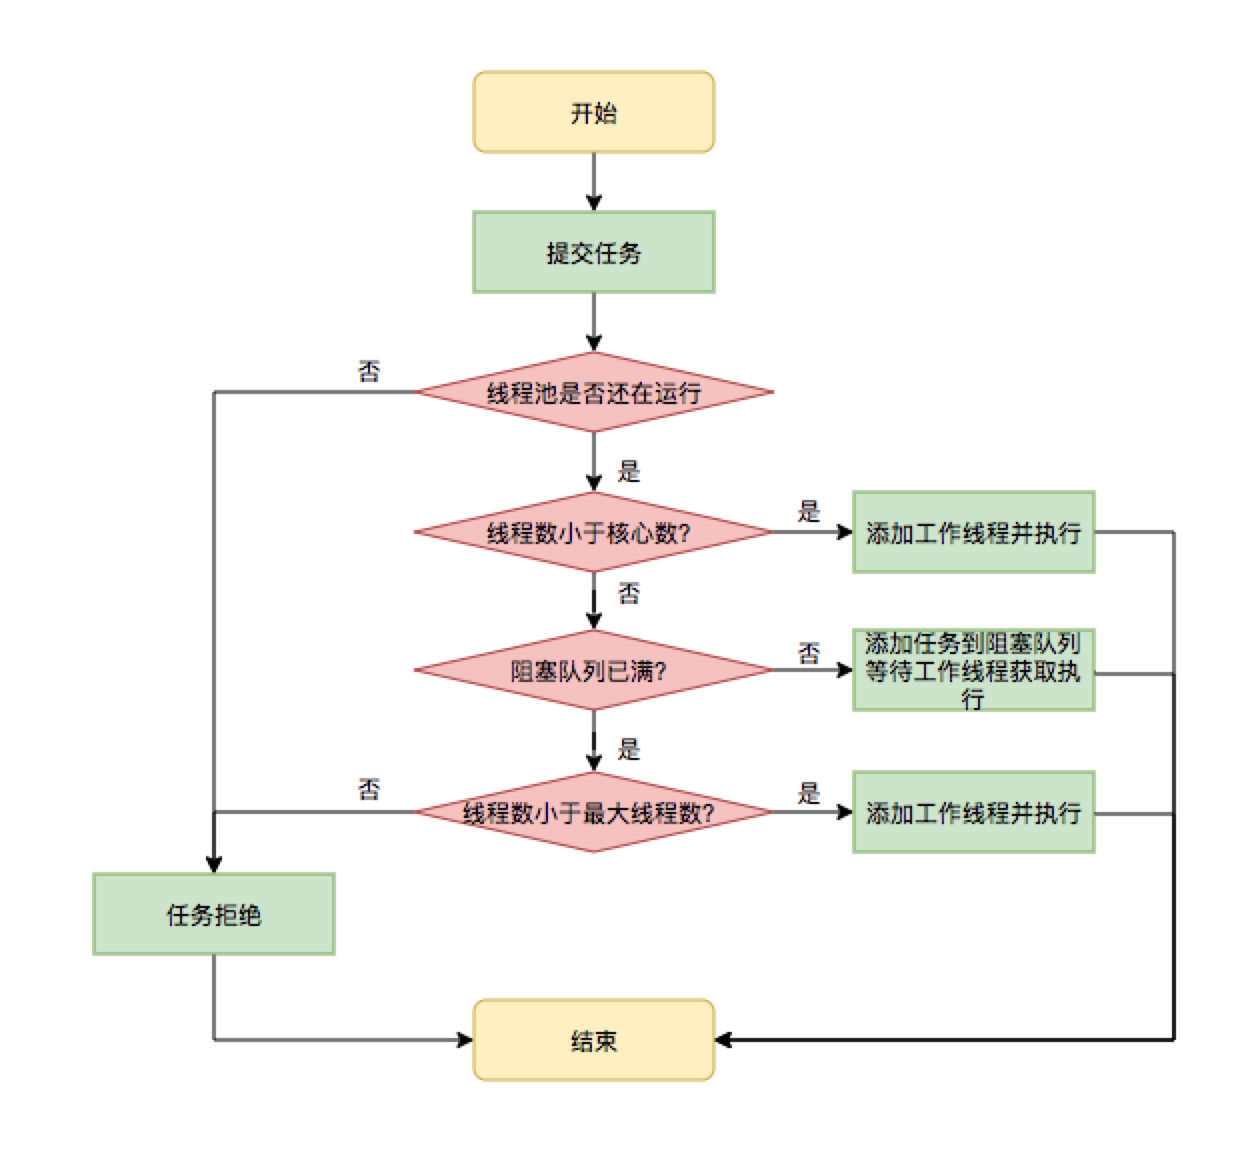 开始
提交任务
否
线程池是否还在运行
是
线程数小于核心数?
是
添加工作线程并执行
否
阻塞队列已满?
否
添加任务到阻塞队列
等待工作线程获取执
行
是
否
线程数小于最大线程数?
是
添加工作线程并执行
任务拒绝
结束